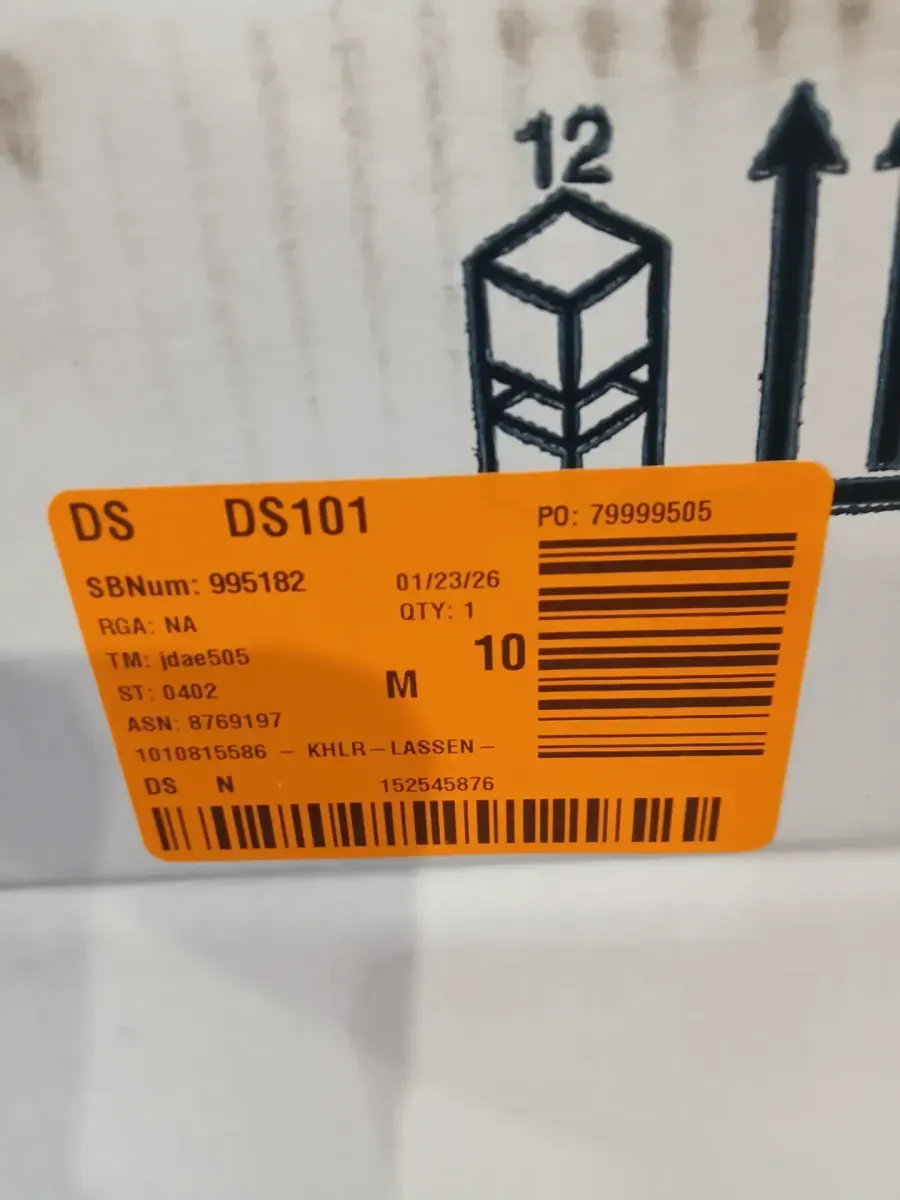 12
DS DS101
PO: 79999505
SBNum: 995182 01/23/26
RGA: NA QTY: 1
TM: jdae505 10
ST: 0402 M
ASN: 8769197
1010815586 – KHLR – LASSEN –
DS N 152545876